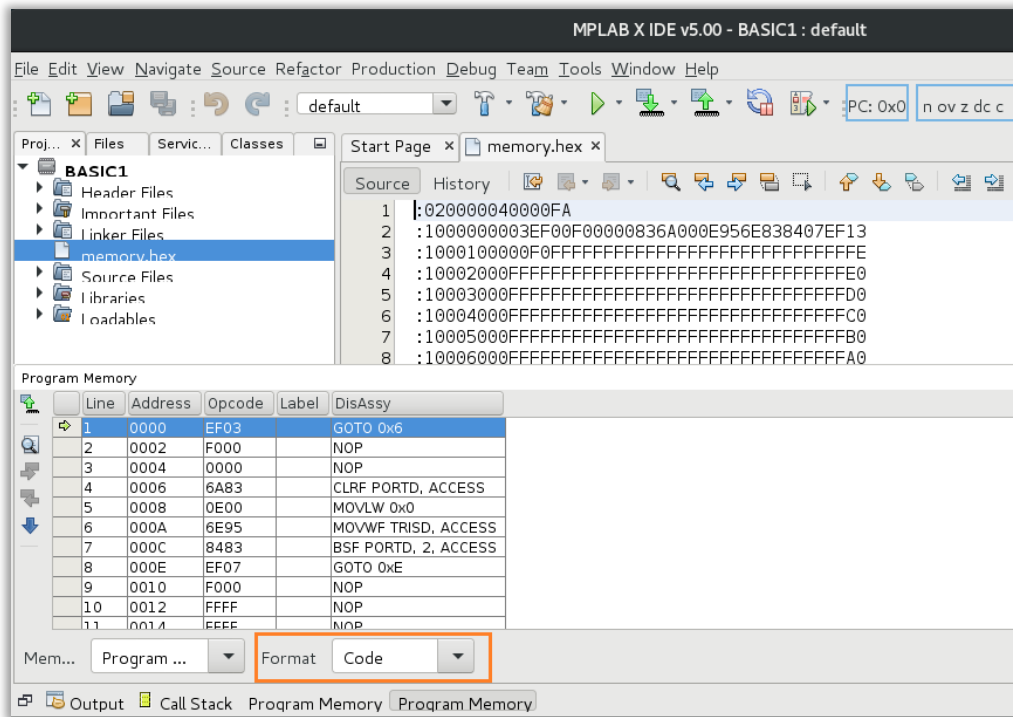 MPLAB X IDE v5.00 - BASIC1 : default
File Edit View Navigate Source Refactor Production Debug Team Tools Window Help
default PC: 0x0 n ov z dc c
Proj... × Files Servic... Classes
Start Page × memory.hex ×
BASIC1
Header Files
Important Files
Linker Files
memory.hex
Source Files
Libraries
Loadables
Source History
1 :020000040000FA
2 :1000000003EF00F00000836A000E956E838407EF13
3 :1000100000F0FFFFFFFFFFFFFFFFFFFFFFFFFFFFFE
4 :10002000FFFFFFFFFFFFFFFFFFFFFFFFFFFFFFFFE0
5 :10003000FFFFFFFFFFFFFFFFFFFFFFFFFFFFFFFFD0
6 :10004000FFFFFFFFFFFFFFFFFFFFFFFFFFFFFFFFC0
7 :10005000FFFFFFFFFFFFFFFFFFFFFFFFFFFFFFFFB0
8 :10006000FFFFFFFFFFFFFFFFFFFFFFFFFFFFFFFFA0
Program Memory
Line Address Opcode Label DisAssy
1 0000 EF03 GOTO 0x6
2 0002 F000 NOP
3 0004 0000 NOP
4 0006 6A83 CLRF PORTD, ACCESS
5 0008 0E00 MOVLW 0x0
6 000A 6E95 MOVWF TRISD, ACCESS
7 000C 8483 BSF PORTD, 2, ACCESS
8 000E EF07 GOTO 0xE
9 0010 F000 NOP
10 0012 FFFF NOP
11 0014 FFFF NOP
Mem... Program ... Format Code
Output Call Stack Program Memory Program Memory